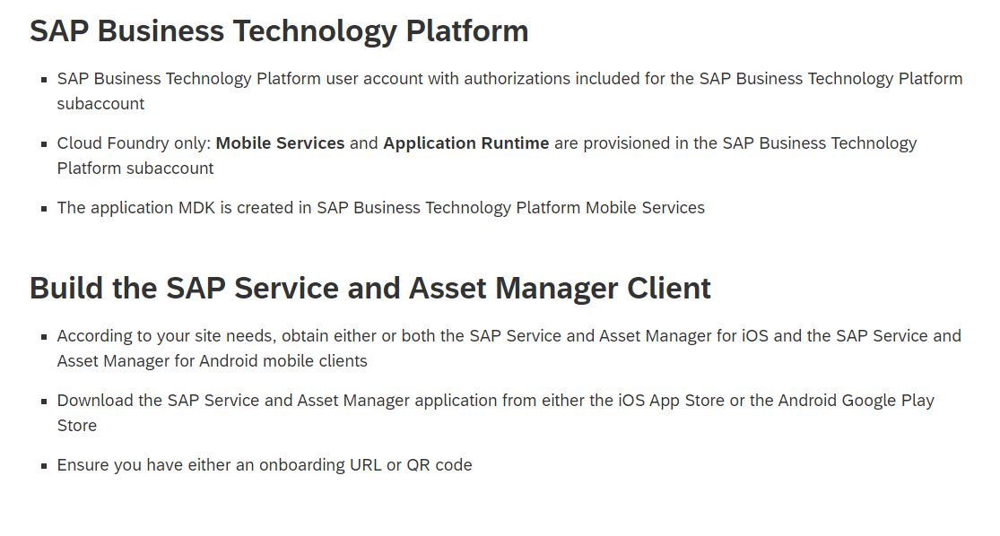 SAP Business Technology Platform
▪ SAP Business Technology Platform user account with authorizations included for the SAP Business Technology Platform
subaccount
▪ Cloud Foundry only: Mobile Services and Application Runtime are provisioned in the SAP Business Technology
Platform subaccount
▪ The application MDK is created in SAP Business Technology Platform Mobile Services
Build the SAP Service and Asset Manager Client
▪ According to your site needs, obtain either or both the SAP Service and Asset Manager for iOS and the SAP Service and
Asset Manager for Android mobile clients
▪ Download the SAP Service and Asset Manager application from either the iOS App Store or the Android Google Play
Store
▪ Ensure you have either an onboarding URL or QR code